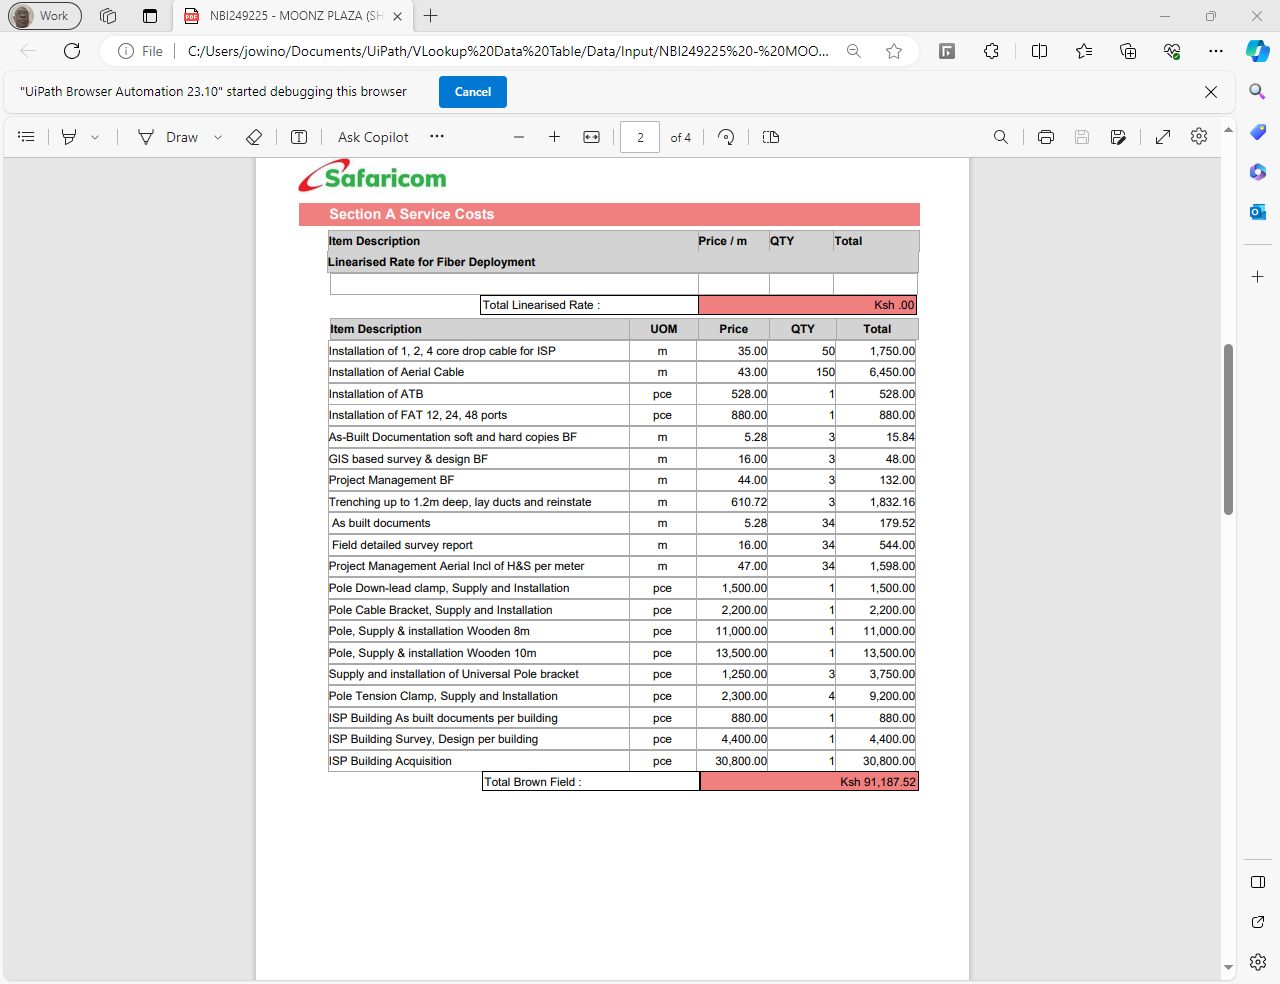 Work
NBI249225 - MOONZ PLAZA (SH
File
C:/Users/jowino/Documents/UiPath/VLookup%20Data%20Table/Data/Input/NBI249225%20-%20MOO...
"UiPath Browser Automation 23.10" started debugging this browser
Cancel
Draw
Ask Copilot
2 of 4
Safaricom
Section A Service Costs
Item Description Price / m QTY Total
Linearised Rate for Fiber Deployment
Total Linearised Rate : Ksh .00
Item Description UOM Price QTY Total
Installation of 1, 2, 4 core drop cable for ISP m 35.00 50 1,750.00
Installation of Aerial Cable m 43.00 150 6,450.00
Installation of ATB pce 528.00 1 528.00
Installation of FAT 12, 24, 48 ports pce 880.00 1 880.00
As-Built Documentation soft and hard copies BF m 5.28 3 15.84
GIS based survey & design BF m 16.00 3 48.00
Project Management BF m 44.00 3 132.00
Trenching up to 1.2m deep, lay ducts and reinstate m 610.72 3 1,832.16
As built documents m 5.28 34 179.52
Field detailed survey report m 16.00 34 544.00
Project Management Aerial Incl of H&S per meter m 47.00 34 1,598.00
Pole Down-lead clamp, Supply and Installation pce 1,500.00 1 1,500.00
Pole Cable Bracket, Supply and Installation pce 2,200.00 1 2,200.00
Pole, Supply & installation Wooden 8m pce 11,000.00 1 11,000.00
Pole, Supply & installation Wooden 10m pce 13,500.00 1 13,500.00
Supply and installation of Universal Pole bracket pce 1,250.00 3 3,750.00
Pole Tension Clamp, Supply and Installation pce 2,300.00 4 9,200.00
ISP Building As built documents per building pce 880.00 1 880.00
ISP Building Survey, Design per building pce 4,400.00 1 4,400.00
ISP Building Acquisition pce 30,800.00 1 30,800.00
Total Brown Field : Ksh 91,187.52